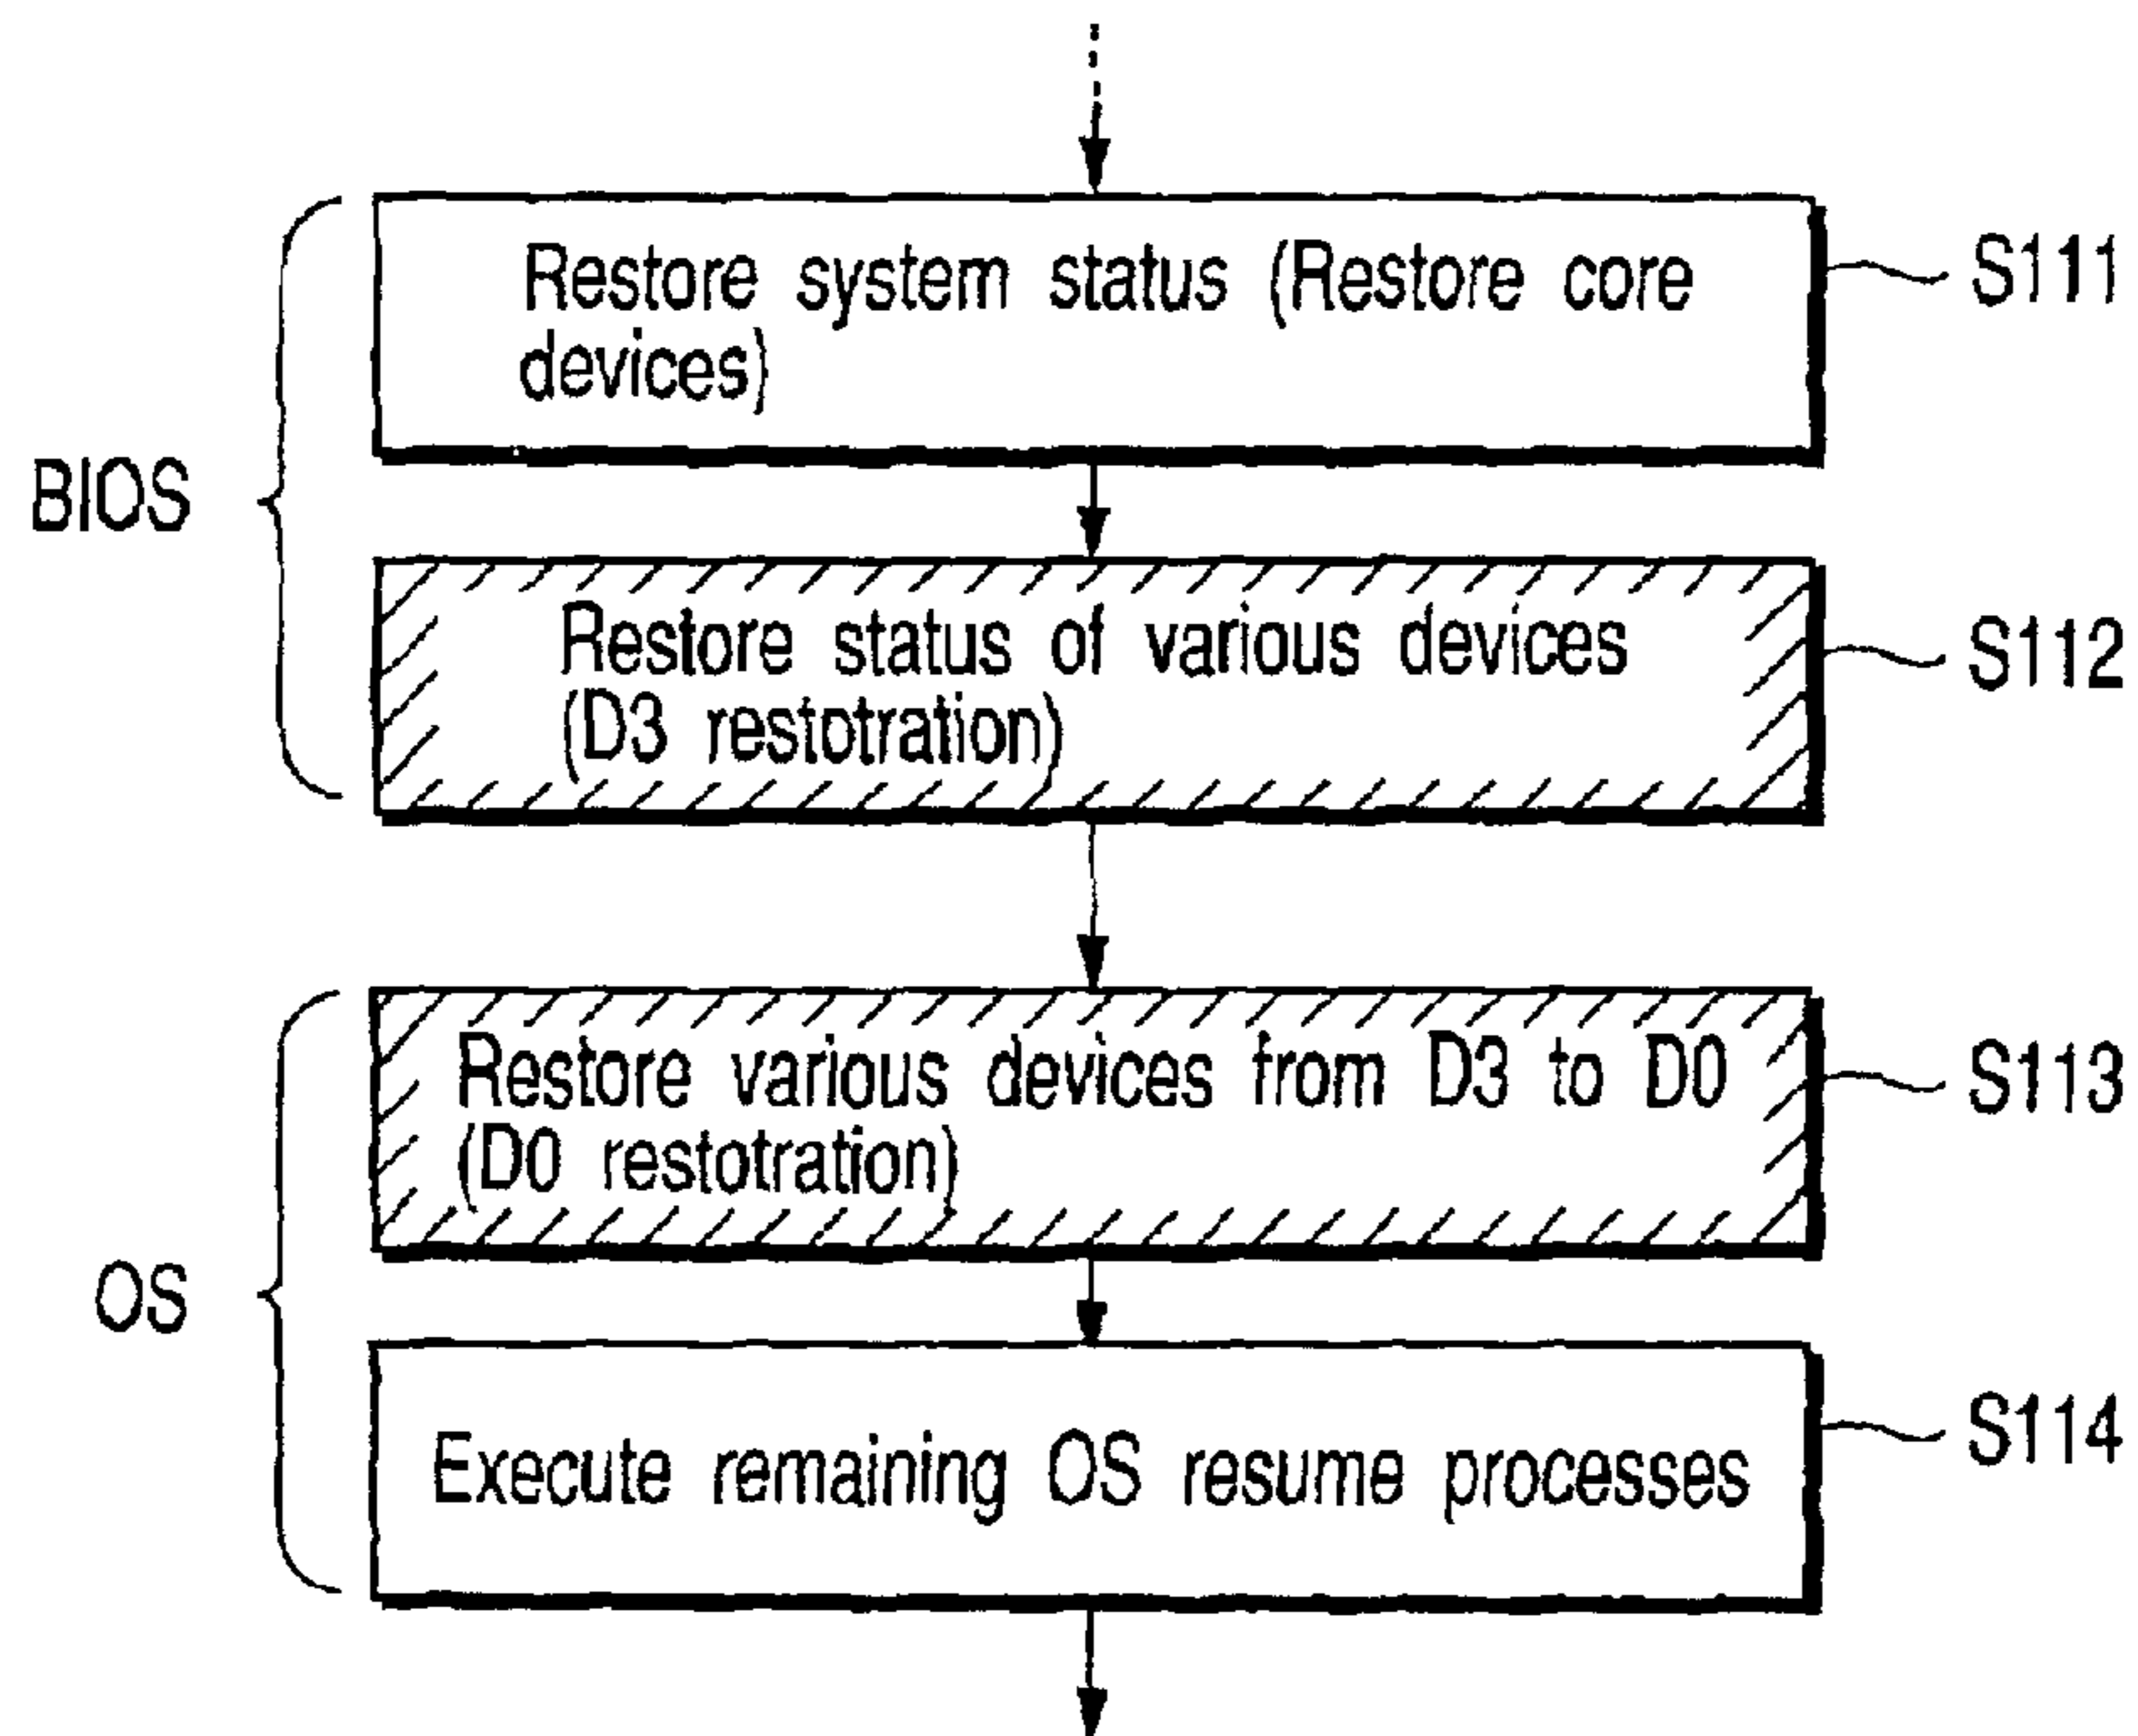 Restore system status (Restore core
devices)
S111
BIOS
Restore status of various devices
(D3 restotration)
S112
Restore various devices from D3 to D0
(D0 restotration)
S113
OS
Execute remaining OS resume processes
S114